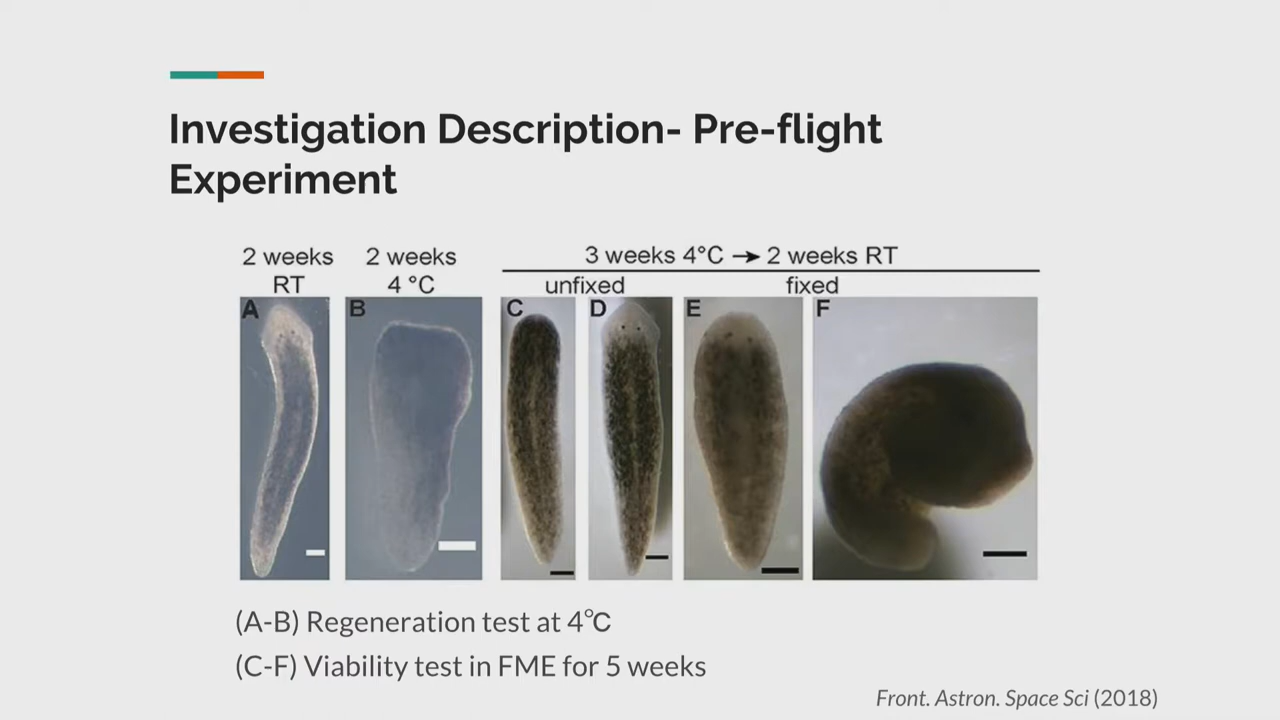 Investigation Description- Pre-flight
Experiment
2 weeks
RT
2 weeks
4 °C
3 weeks 4°C → 2 weeks RT
unfixed
fixed
A
B
C
D
E
F
(A-B) Regeneration test at 4℃
(C-F) Viability test in FME for 5 weeks
Front. Astron. Space Sci (2018)